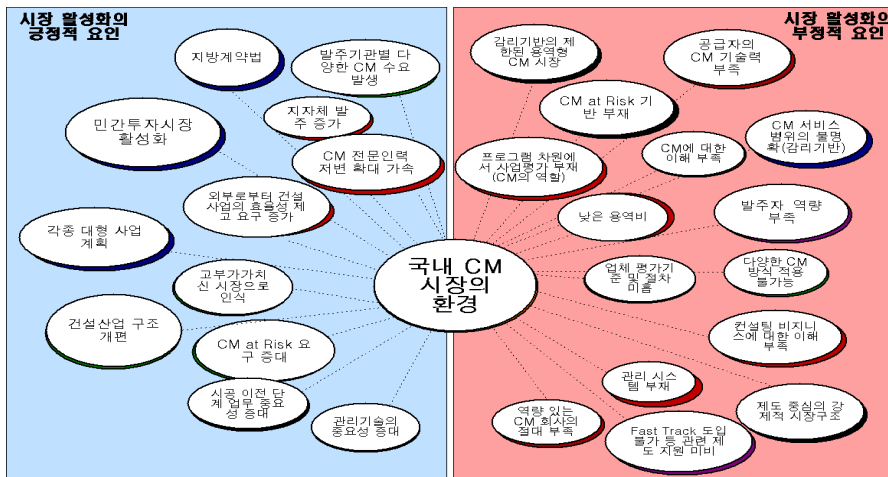 시장 활성화의
긍정적 요인
지방계약법
발주기관별 다
양한 CM 수요
발생
지자체 발
주 증가
민간투자시장
활성화
CM 전문인력
저변 확대 가속
외부로부터 건설
사업의 효율성 제
고 요구 증가
각종 대형 사업
계획
고부가가치
신 시장으로
인식
건설산업 구조
개편
CM at Risk 요
구 증대
시공 이전 단
계 업무 중요
성 증대
관리기술의
중요성 증대
국내 CM
시장의
환경
시장 활성화의
부정적 요인
감리기반의 제
한된 용역형
CM 시장
공급자의
CM 기술력
부족
CM at Risk 기
반 부재
CM 서비스
범위의 불명
확(감리기반)
CM에 대한
이해 부족
프로그램 차원에
서 사업평가 부재
(CM의 역할)
낮은 용역비
발주자 역량
부족
업체 평가기
준 및 절차
미흡
다양한 CM
방식 적용
불가능
컨설팅 비지니
스에 대한 이해
부족
관리 시스
템 부재
제도 중심의 강
제적 시장구조
역량 있는
CM 회사의
절대 부족
Fast Track 도입
불가 등 관련 제
도 지원 미비